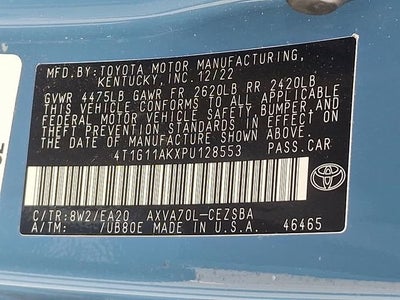 MFD.BY:TOYOTA MOTOR MANUFACTURING,
KENTUCKY, INC.12/22
GVWR 4475LB GAWR FR 2620LB RR 2420LB
THIS VEHICLE CONFORMS TO ALL APPLICABLE
FEDERAL MOTOR VEHICLE SAFETY,BUMPER,AND
THEFT PREVENTION STANDARDS IN EFFECT ON
THE DATE OF MANUFACTURE SHOWN ABOVE.
4T1G11AKXPU128553 PASS.CAR
C/TR:8W2/EA20 AXVA70L-CEZSBA
A/TM: /UB80E MADE IN U.S.A. 46465